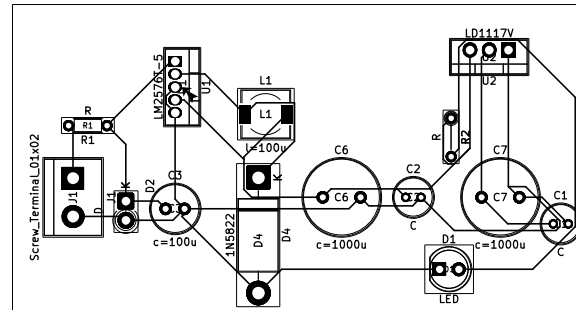 LD1117V
U2
U2
LM2576T-5
U1
L1
L1
l=100u
R
R1
R1
R
R2
C6
C6
c=1000u
C7
C7
c=1000u
C2
C
C1
C
C3
c=100u
Screw_Terminal_01x02
J1
J1
K
D
D2
K
1N5822
D4
D4
D1
LED